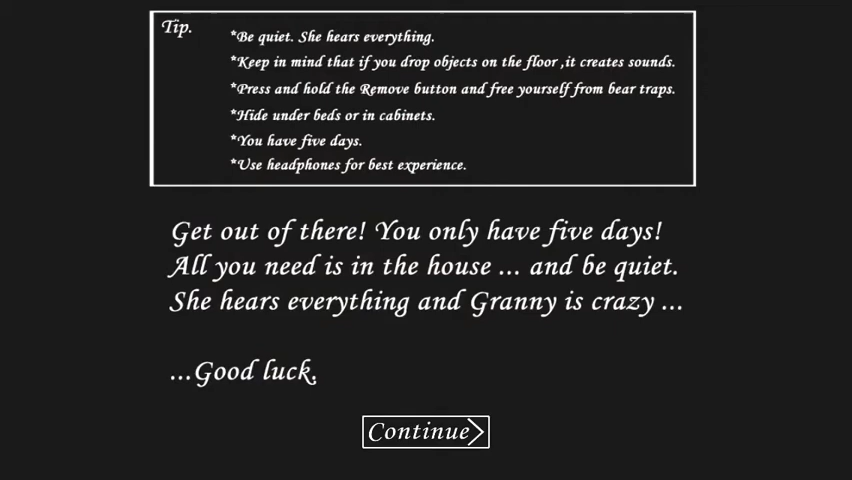 Tip.
*Be quiet. She hears everything.
*Keep in mind that if you drop objects on the floor ,it creates sounds.
*Press and hold the Remove button and free yourself from bear traps.
*Hide under beds or in cabinets.
*You have five days.
*Use headphones for best experience.
Get out of there! You only have five days!
All you need is in the house ... and be quiet.
She hears everything and Granny is crazy ...
...Good luck.
Continue>